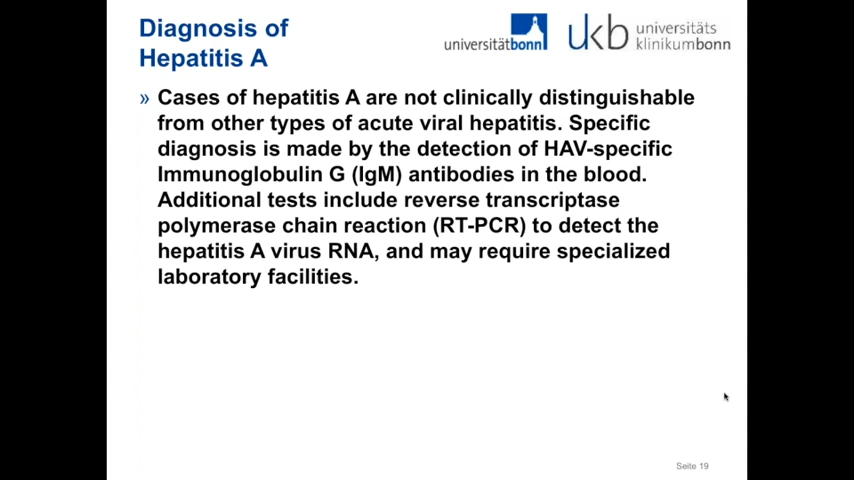 Diagnosis of
Hepatitis A
universitätbonn
ukb universitäts
klinikumbonn
» Cases of hepatitis A are not clinically distinguishable
from other types of acute viral hepatitis. Specific
diagnosis is made by the detection of HAV-specific
Immunoglobulin G (IgM) antibodies in the blood.
Additional tests include reverse transcriptase
polymerase chain reaction (RT-PCR) to detect the
hepatitis A virus RNA, and may require specialized
laboratory facilities.
Seite 19